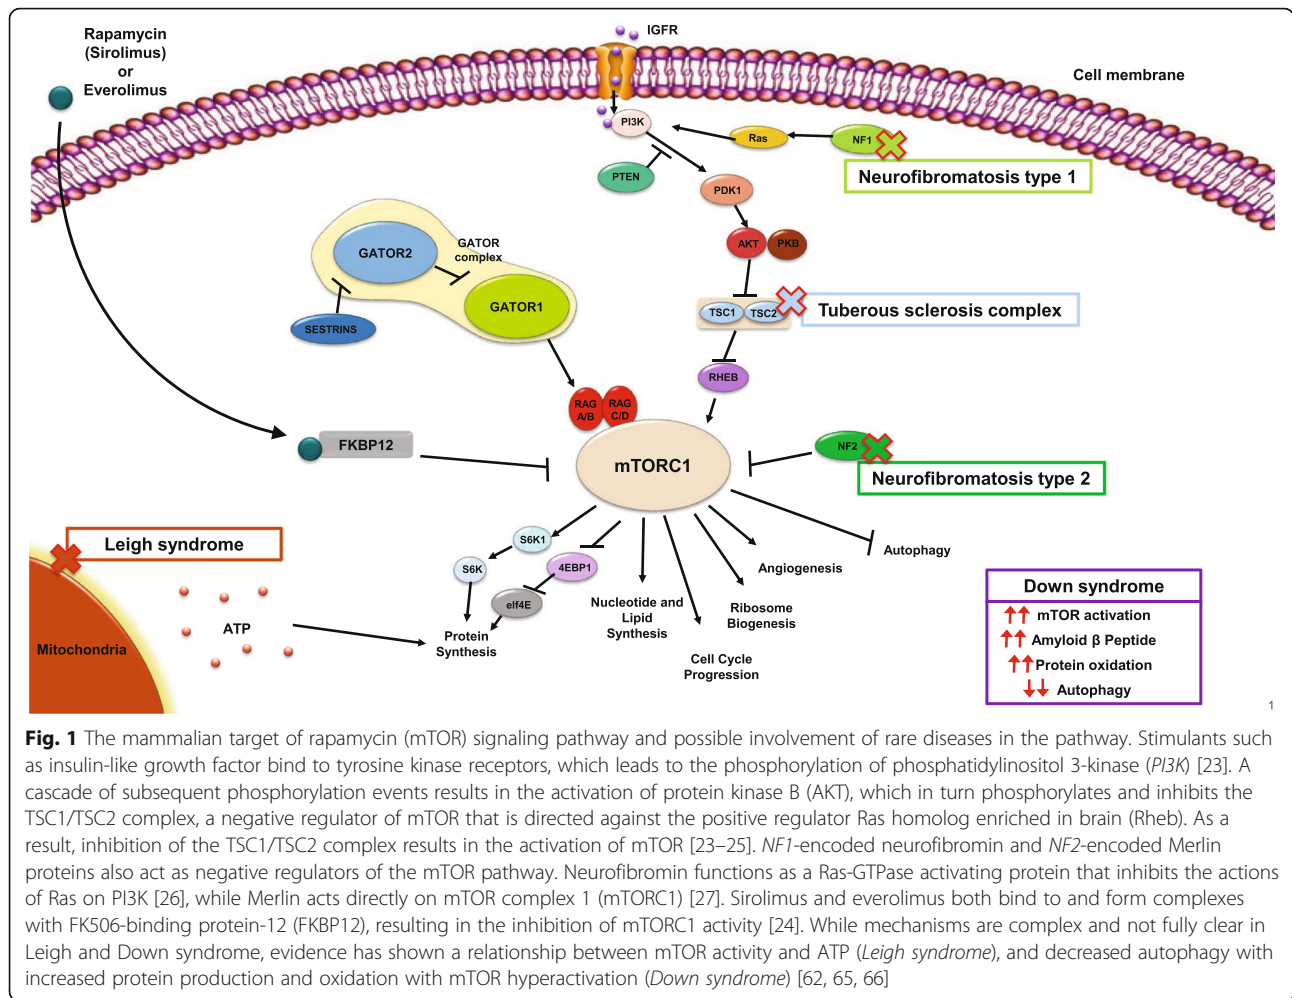 Rapamycin
(Sirolimus)
or
Everolimus
IGFR
Cell membrane
PI3K
Ras
NF1
Neurofibromatosis type 1
PTEN
PDK1
GATOR2
GATOR
complex
AKT
PKB
GATOR1
SESTRINS
TSC1
TSC2
Tuberous sclerosis complex
RHEB
RAG
A/B
RAG
C/D
FKBP12
mTORC1
NF2
Neurofibromatosis type 2
Leigh syndrome
S6K1
S6K
4EBP1
eIf4E
Autophagy
Angiogenesis
Nucleotide and
Lipid
Synthesis
Ribosome
Biogenesis
ATP
Protein
Synthesis
Cell Cycle
Progression
Mitochondria
Down syndrome
↑↑ mTOR activation
↑↑ Amyloid β Peptide
↑↑ Protein oxidation
↓↓ Autophagy
1
Fig. 1 The mammalian target of rapamycin (mTOR) signaling pathway and possible involvement of rare diseases in the pathway. Stimulants such
as insulin-like growth factor bind to tyrosine kinase receptors, which leads to the phosphorylation of phosphatidylinositol 3-kinase (PI3K) [23]. A
cascade of subsequent phosphorylation events results in the activation of protein kinase B (AKT), which in turn phosphorylates and inhibits the
TSC1/TSC2 complex, a negative regulator of mTOR that is directed against the positive regulator Ras homolog enriched in brain (Rheb). As a
result, inhibition of the TSC1/TSC2 complex results in the activation of mTOR [23–25]. NF1-encoded neurofibromin and NF2-encoded Merlin
proteins also act as negative regulators of the mTOR pathway. Neurofibromin functions as a Ras-GTPase activating protein that inhibits the actions
of Ras on PI3K [26], while Merlin acts directly on mTOR complex 1 (mTORC1) [27]. Sirolimus and everolimus both bind to and form complexes
with FK506-binding protein-12 (FKBP12), resulting in the inhibition of mTORC1 activity [24]. While mechanisms are complex and not fully clear in
Leigh and Down syndrome, evidence has shown a relationship between mTOR activity and ATP (Leigh syndrome), and decreased autophagy with
increased protein production and oxidation with mTOR hyperactivation (Down syndrome) [62, 65, 66]